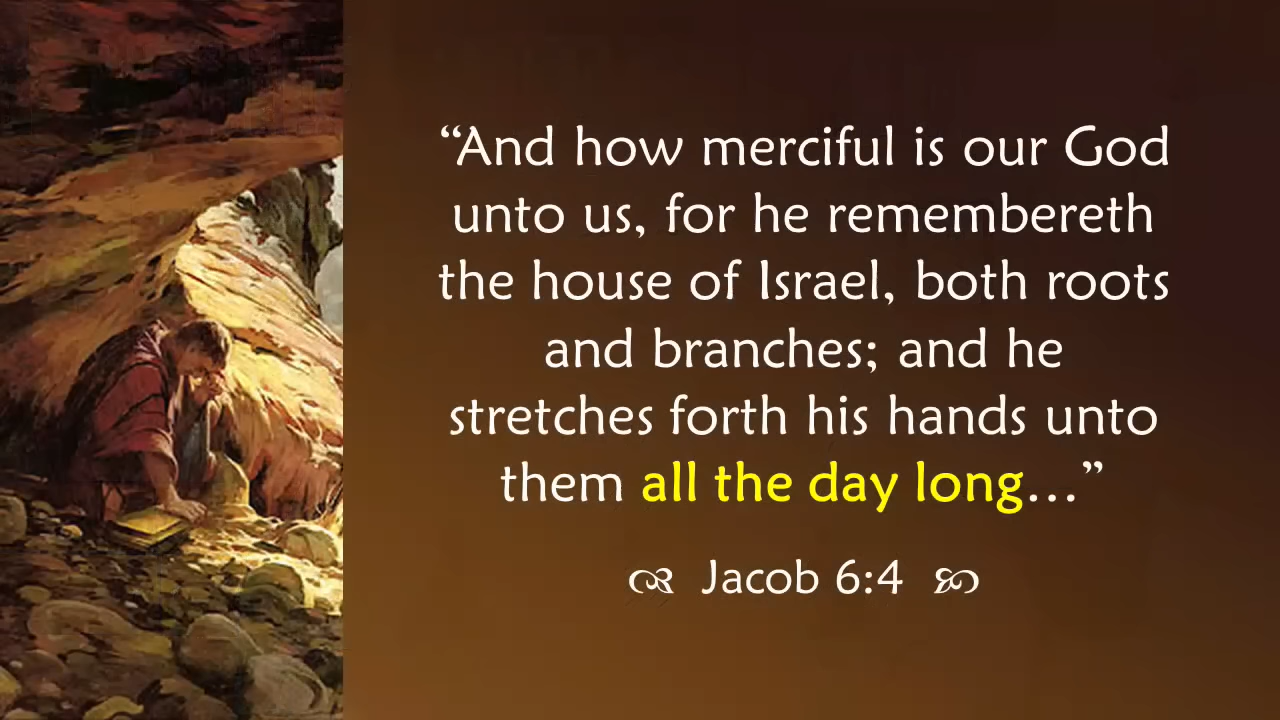 “And how merciful is our God
unto us, for he remembereth
the house of Israel, both roots
and branches; and he
stretches forth his hands unto
them all the day long…”
Jacob 6:4